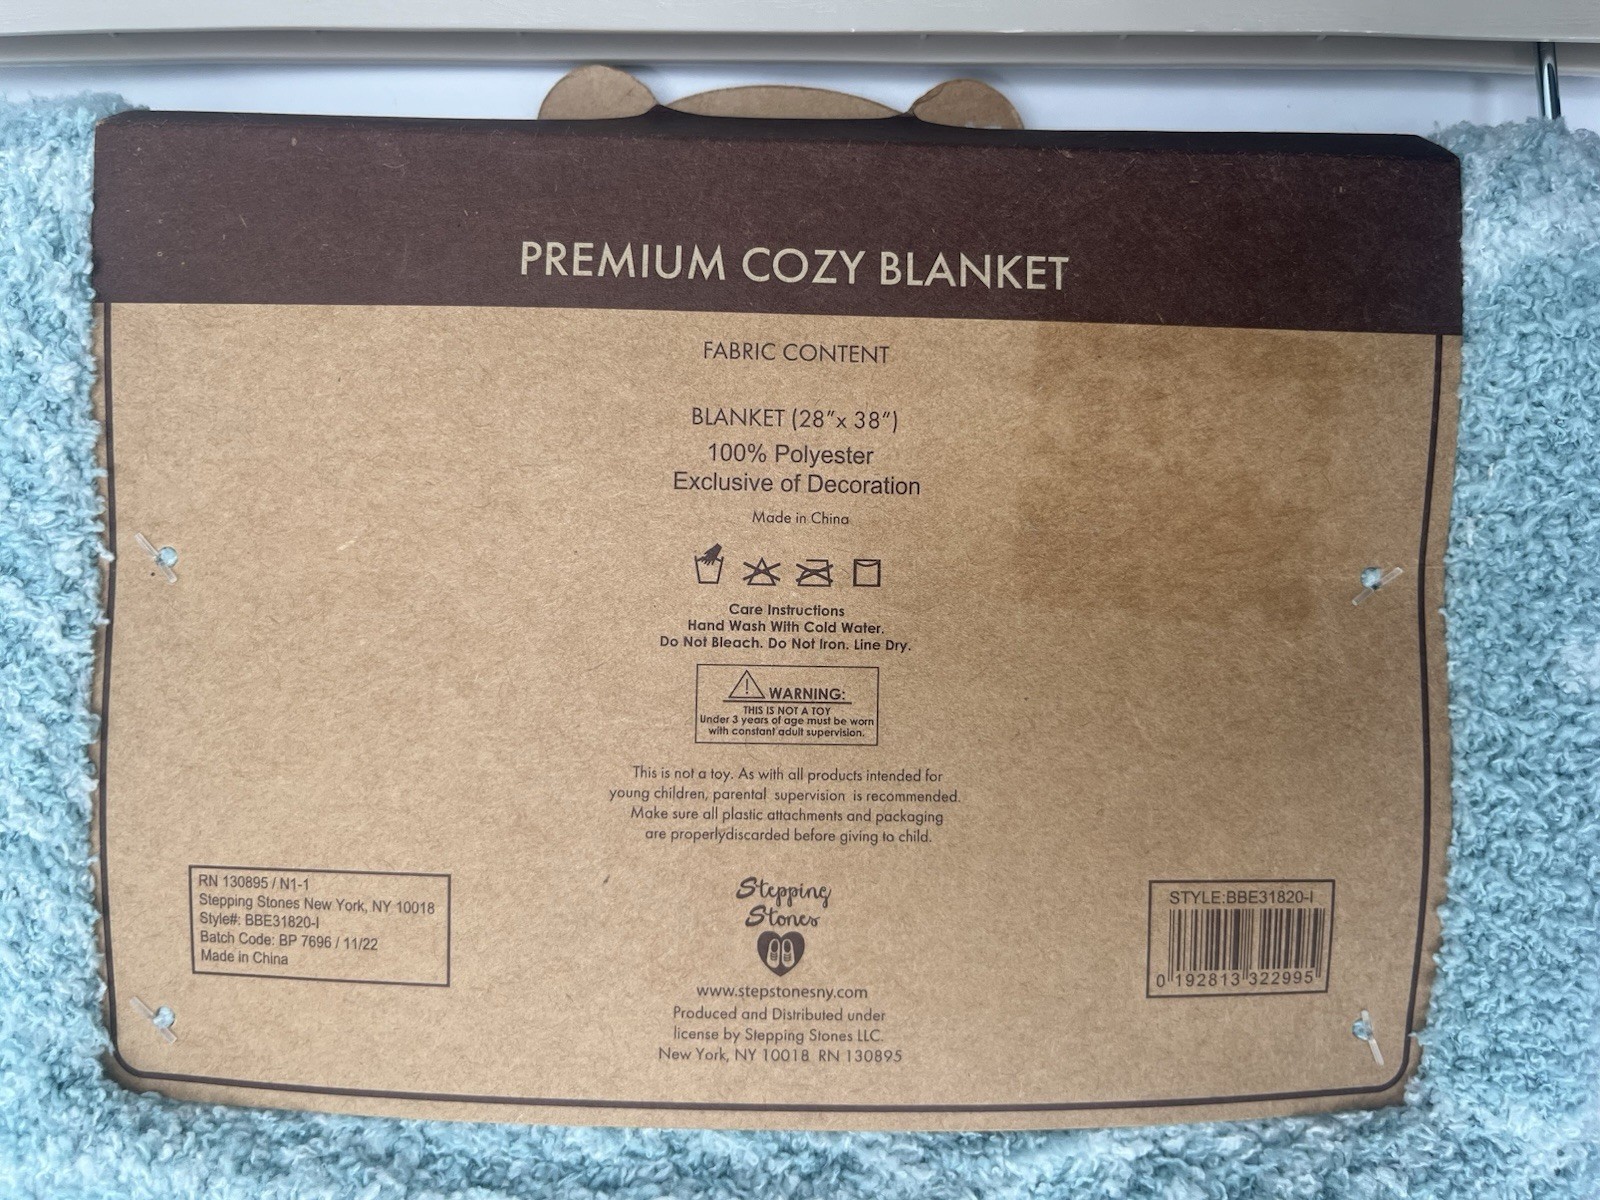 PREMIUM COZY BLANKET
FABRIC CONTENT
BLANKET (28"x 38")
100% Polyester
Exclusive of Decoration
Made in China
Care Instructions
Hand Wash With Cold Water.
Do Not Bleach. Do Not Iron. Line Dry.
WARNING:
THIS IS NOT A TOY
Under 3 years of age must be worn
with constant adult supervision.
This is not a toy. As with all products intended for
young children, parental supervision is recommended.
Make sure all plastic attachments and packaging
are properlydiscarded before giving to child.
RN 130895 / N1-1
Stepping Stones New York, NY 10018
Style#: BBE31820-I
Batch Code: BP 7696 / 11/22
Made in China
Stepping
Stones
www.stepstonesny.com
Produced and Distributed under
license by Stepping Stones LLC.
New York, NY 10018 RN 130895
STYLE:BBE31820-I
0 192813 322995